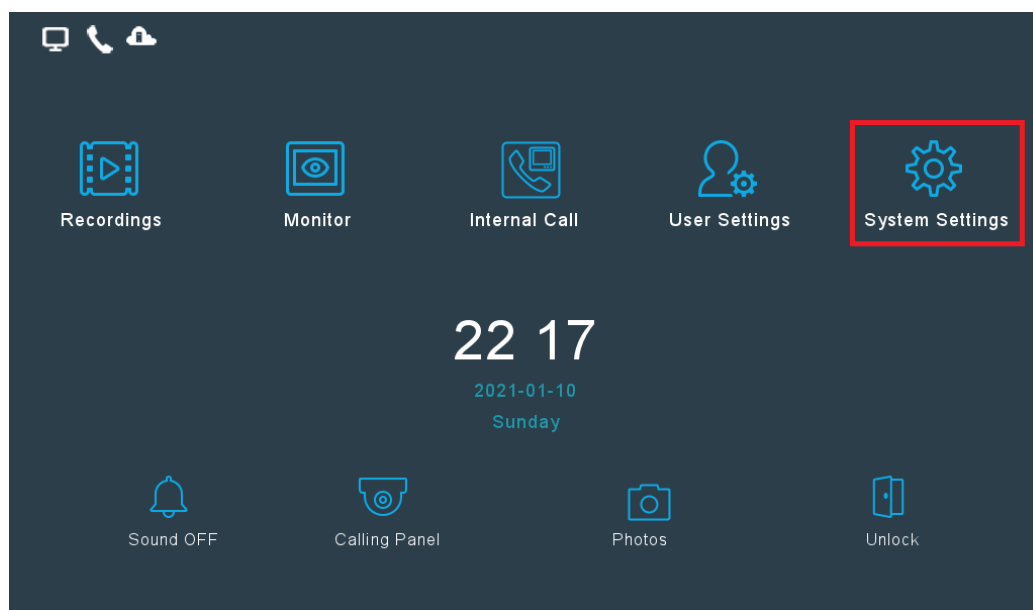 Recordings Monitor Internal Call User Settings System Settings
22 17
2021-01-10
Sunday
Sound OFF Calling Panel Photos Unlock